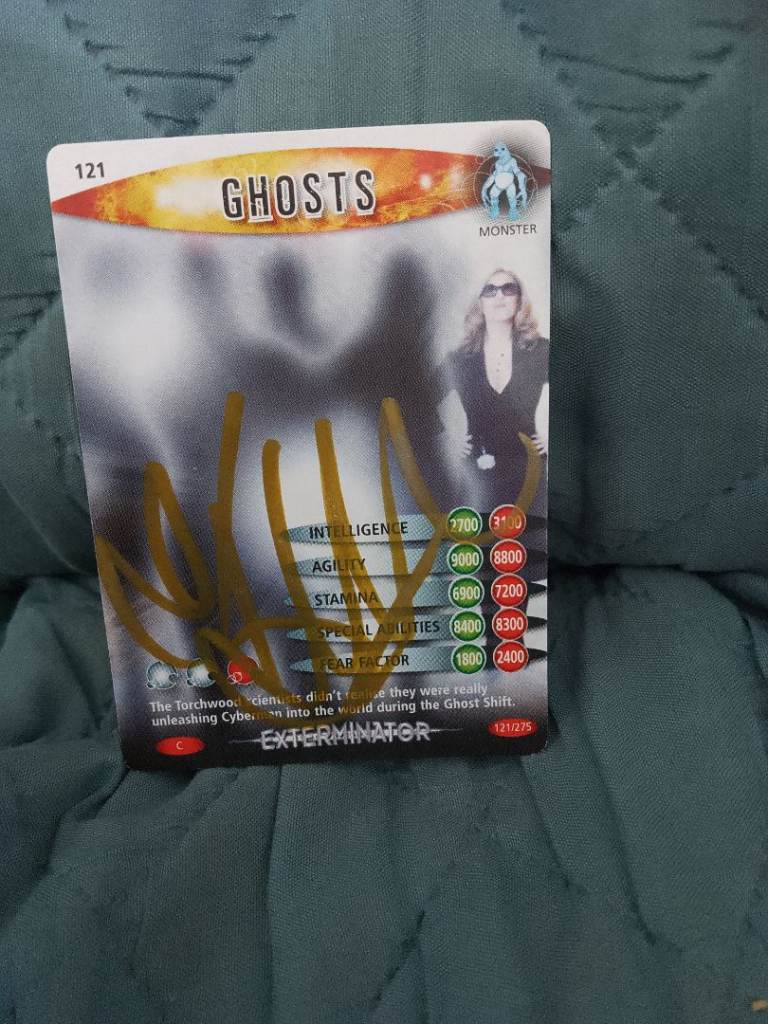 121
GHOSTS
MONSTER
INTELLIGENCE 2700 3100
AGILITY 9000 8800
STAMINA 6900 7200
SPECIAL ABILITIES 8400 8300
FEAR FACTOR 1800 2400
The Torchwood scientists didn't realise they were really
unleashing Cybermen into the world during the Ghost Shift.
C EXTERMINATOR 121/275